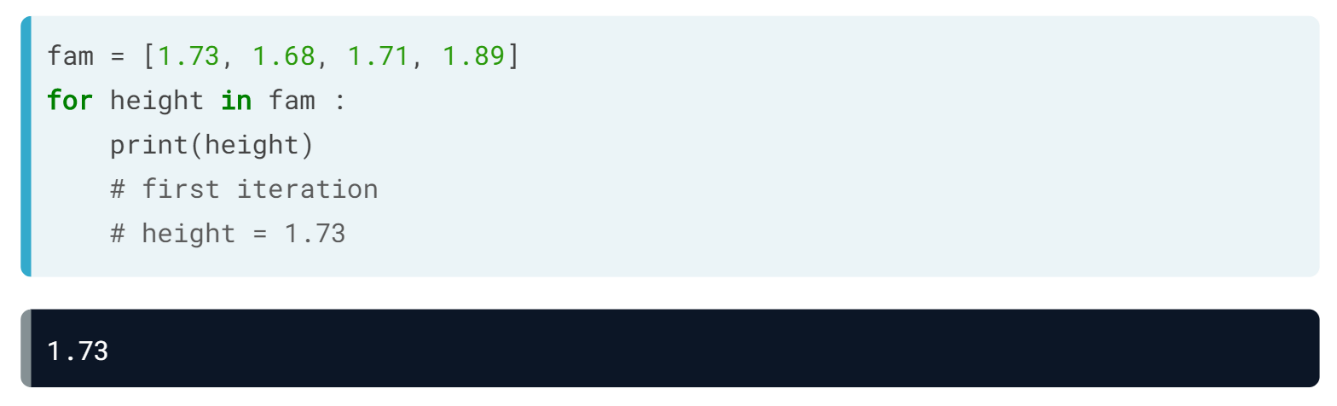 fam = [1.73, 1.68, 1.71, 1.89]
for height in fam :
    print(height)
    # first iteration
    # height = 1.73
1.73